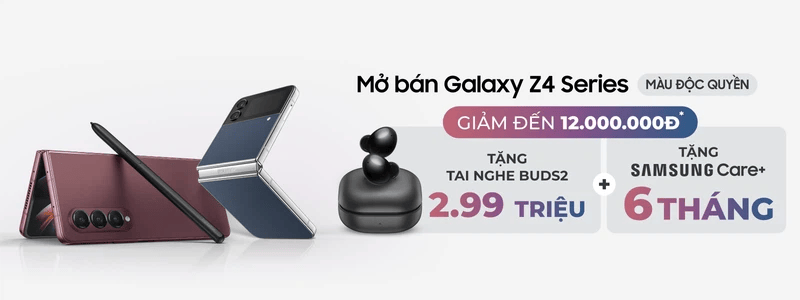 Mở bán Galaxy Z4 Series MÀU ĐỘC QUYỀN
GIẢM ĐẾN 12.000.000Đ*
TẶNG
TAI NGHE BUDS2
2.99 TRIỆU
+
TẶNG
SAMSUNG Care+
6 THÁNG